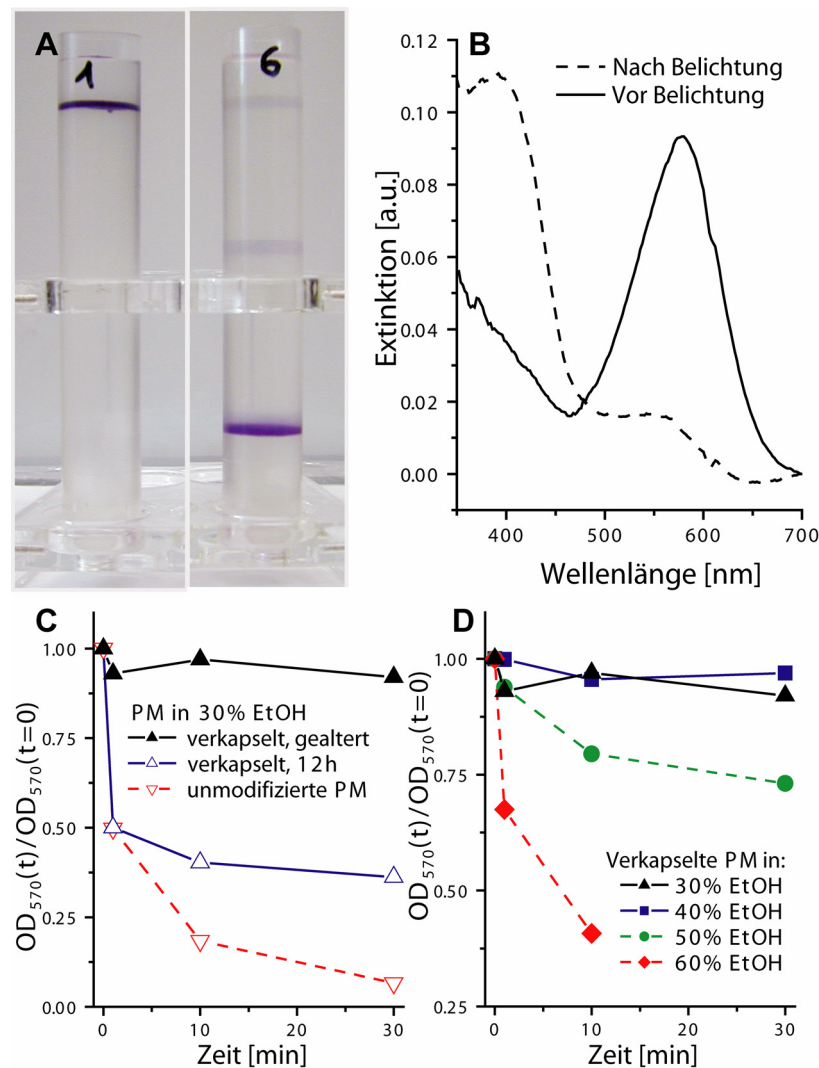 A
1
6
B
Nach Belichtung
Vor Belichtung
Extinktion [a.u.]
0.12
0.10
0.08
0.06
0.04
0.02
0.00
400 500 600 700
Wellenlänge [nm]
C
OD570(t)/OD570(t=0)
1.00
0.75
0.50
0.25
0.00
PM in 30% EtOH
verkapselt, gealtert
verkapselt, 12h
unmodifizierte PM
0 10 20 30
Zeit [min]
D
OD570(t)/OD570(t=0)
1.00
0.75
0.50
0.25
Verkapselte PM in:
30% EtOH
40% EtOH
50% EtOH
60% EtOH
0 10 20 30
Zeit [min]